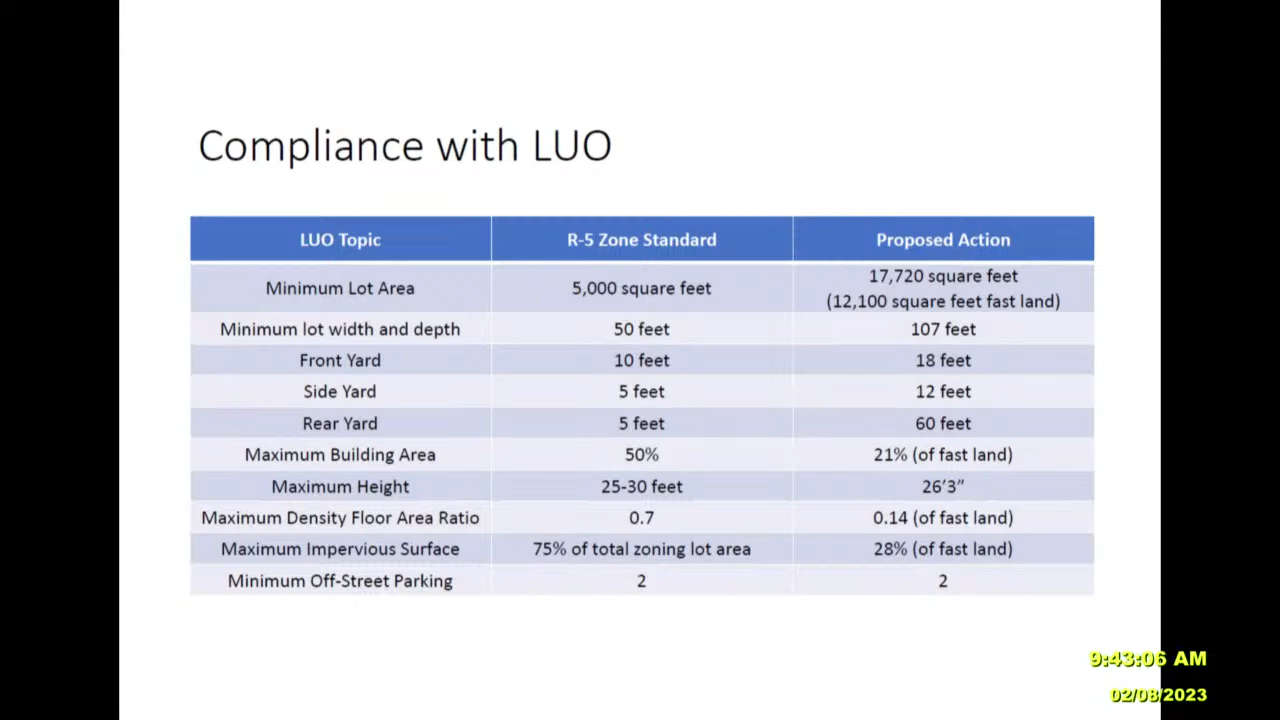 Compliance with LUO
LUO Topic R-5 Zone Standard Proposed Action
Minimum Lot Area 5,000 square feet 17,720 square feet
(12,100 square feet fast land)
Minimum lot width and depth 50 feet 107 feet
Front Yard 10 feet 18 feet
Side Yard 5 feet 12 feet
Rear Yard 5 feet 60 feet
Maximum Building Area 50% 21% (of fast land)
Maximum Height 25-30 feet 26’3”
Maximum Density Floor Area Ratio 0.7 0.14 (of fast land)
Maximum Impervious Surface 75% of total zoning lot area 28% (of fast land)
Minimum Off-Street Parking 2 2
9:43:06 AM
02/08/2023